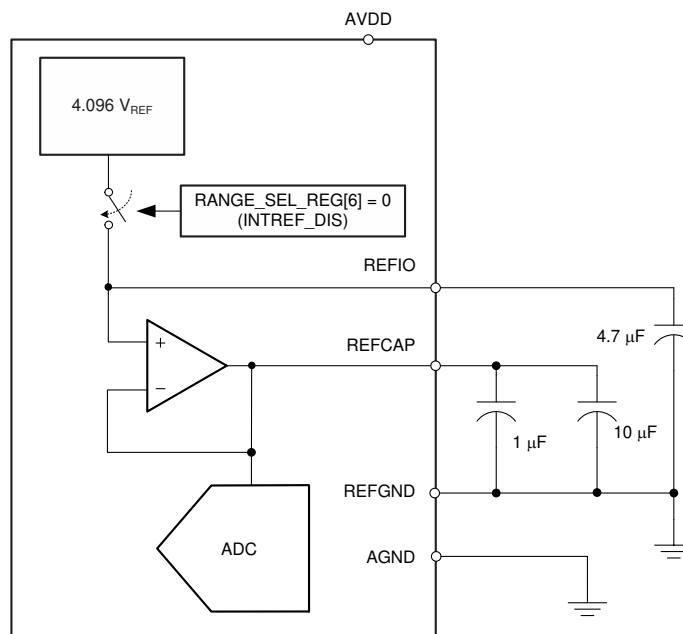 AVDD
4.096 VREF
RANGE_SEL_REG[6] = 0
(INTREF_DIS)
REFIO
4.7 μF
+
REFCAP
−
1 μF
10 μF
REFGND
ADC
AGND